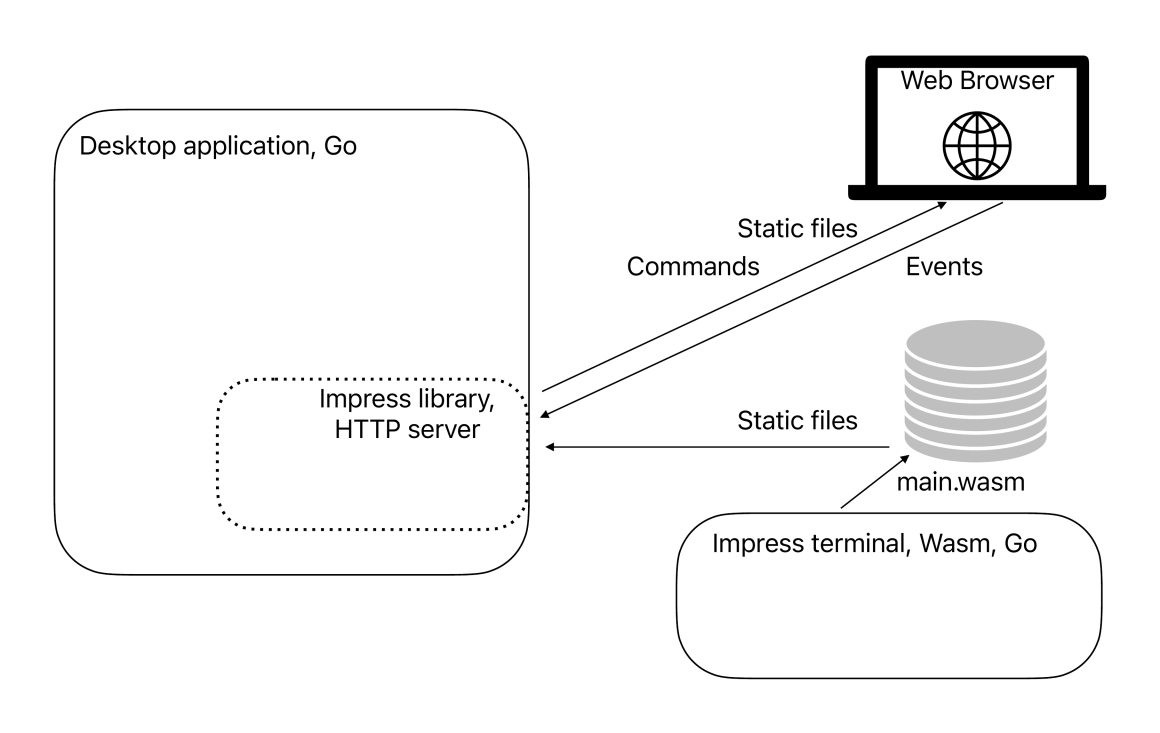 Web Browser
Desktop application, Go
Static files
Commands
Events
Impress library,
HTTP server
Static files
main.wasm
Impress terminal, Wasm, Go